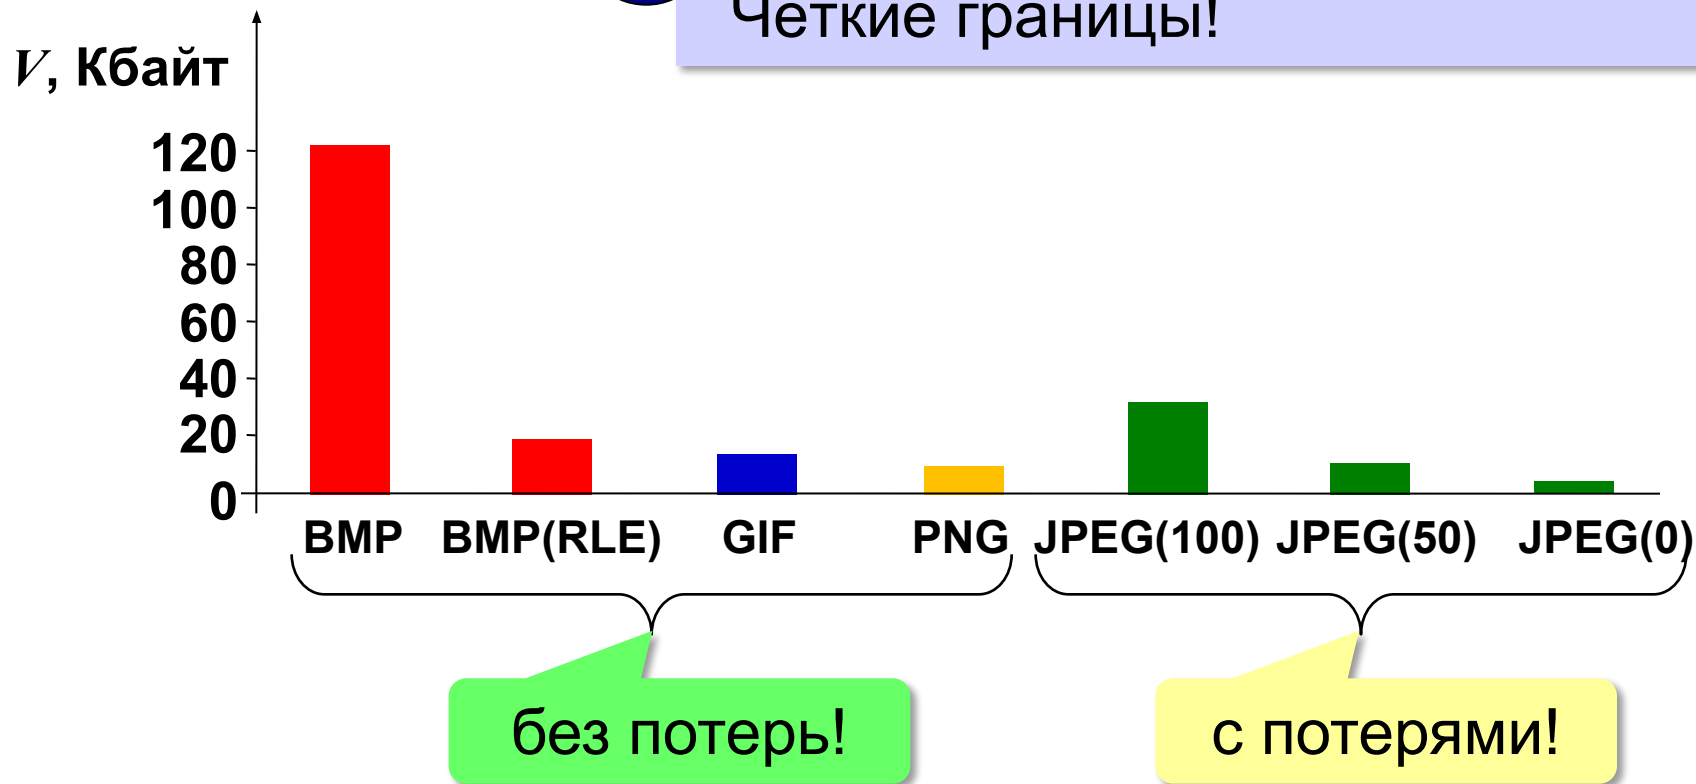 Четкие границы!
V, Кбайт
120
100
80
60
40
20
0
BMP BMP(RLE) GIF PNG JPEG(100) JPEG(50) JPEG(0)
без потерь! с потерями!